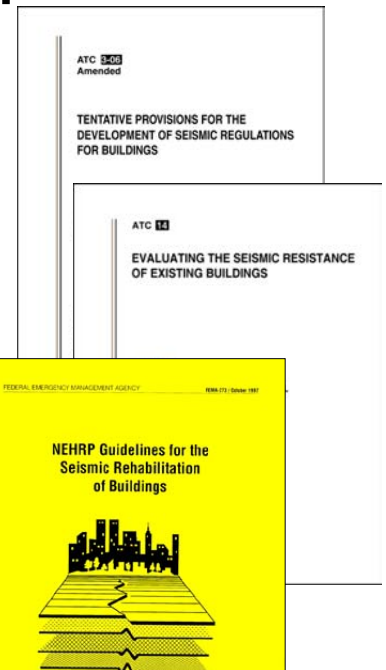 ATC 3-06
Amended
TENTATIVE PROVISIONS FOR THE
DEVELOPMENT OF SEISMIC REGULATIONS
FOR BUILDINGS
ATC 14
EVALUATING THE SEISMIC RESISTANCE
OF EXISTING BUILDINGS
FEDERAL EMERGENCY MANAGEMENT AGENCY
FEMA-273 / October 1997
NEHRP Guidelines for the
Seismic Rehabilitation
of Buildings